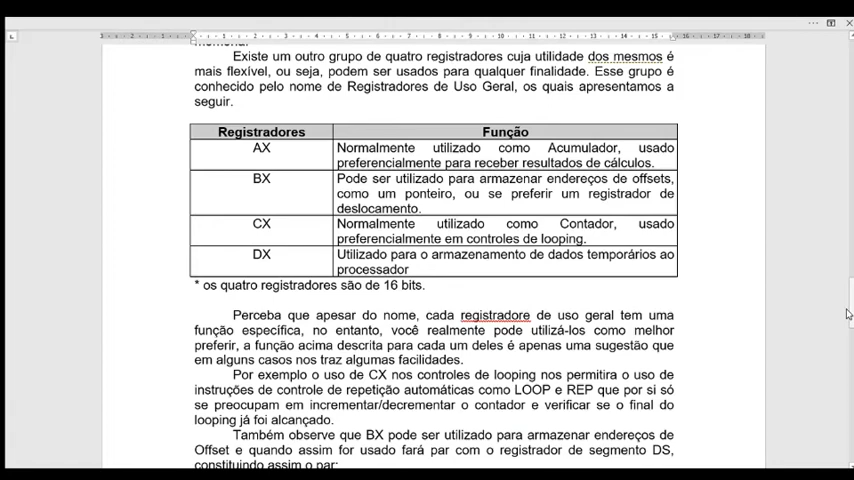 Existe um outro grupo de quatro registradores cuja utilidade dos mesmos é
mais flexível, ou seja, podem ser usados para qualquer finalidade. Esse grupo é
conhecido pelo nome de Registradores de Uso Geral, os quais apresentamos a
seguir.
Registradores Função
AX Normalmente utilizado como Acumulador, usado
preferencialmente para receber resultados de cálculos.
BX Pode ser utilizado para armazenar endereços de offsets,
como um ponteiro, ou se preferir um registrador de
deslocamento.
CX Normalmente utilizado como Contador, usado
preferencialmente em controles de looping.
DX Utilizado para o armazenamento de dados temporários ao
processador
* os quatro registradores são de 16 bits.
Perceba que apesar do nome, cada registradore de uso geral tem uma
função específica, no entanto, você realmente pode utilizá-los como melhor
preferir, a função acima descrita para cada um deles é apenas uma sugestão que
em alguns casos nos traz algumas facilidades.
Por exemplo o uso de CX nos controles de looping nos permitira o uso de
instruções de controle de repetição automáticas como LOOP e REP que por si só
se preocupam em incrementar/decrementar o contador e verificar se o final do
looping já foi alcançado.
Também observe que BX pode ser utilizado para armazenar endereços de
Offset e quando assim for usado fará par com o registrador de segmento DS,
constituindo assim o par: